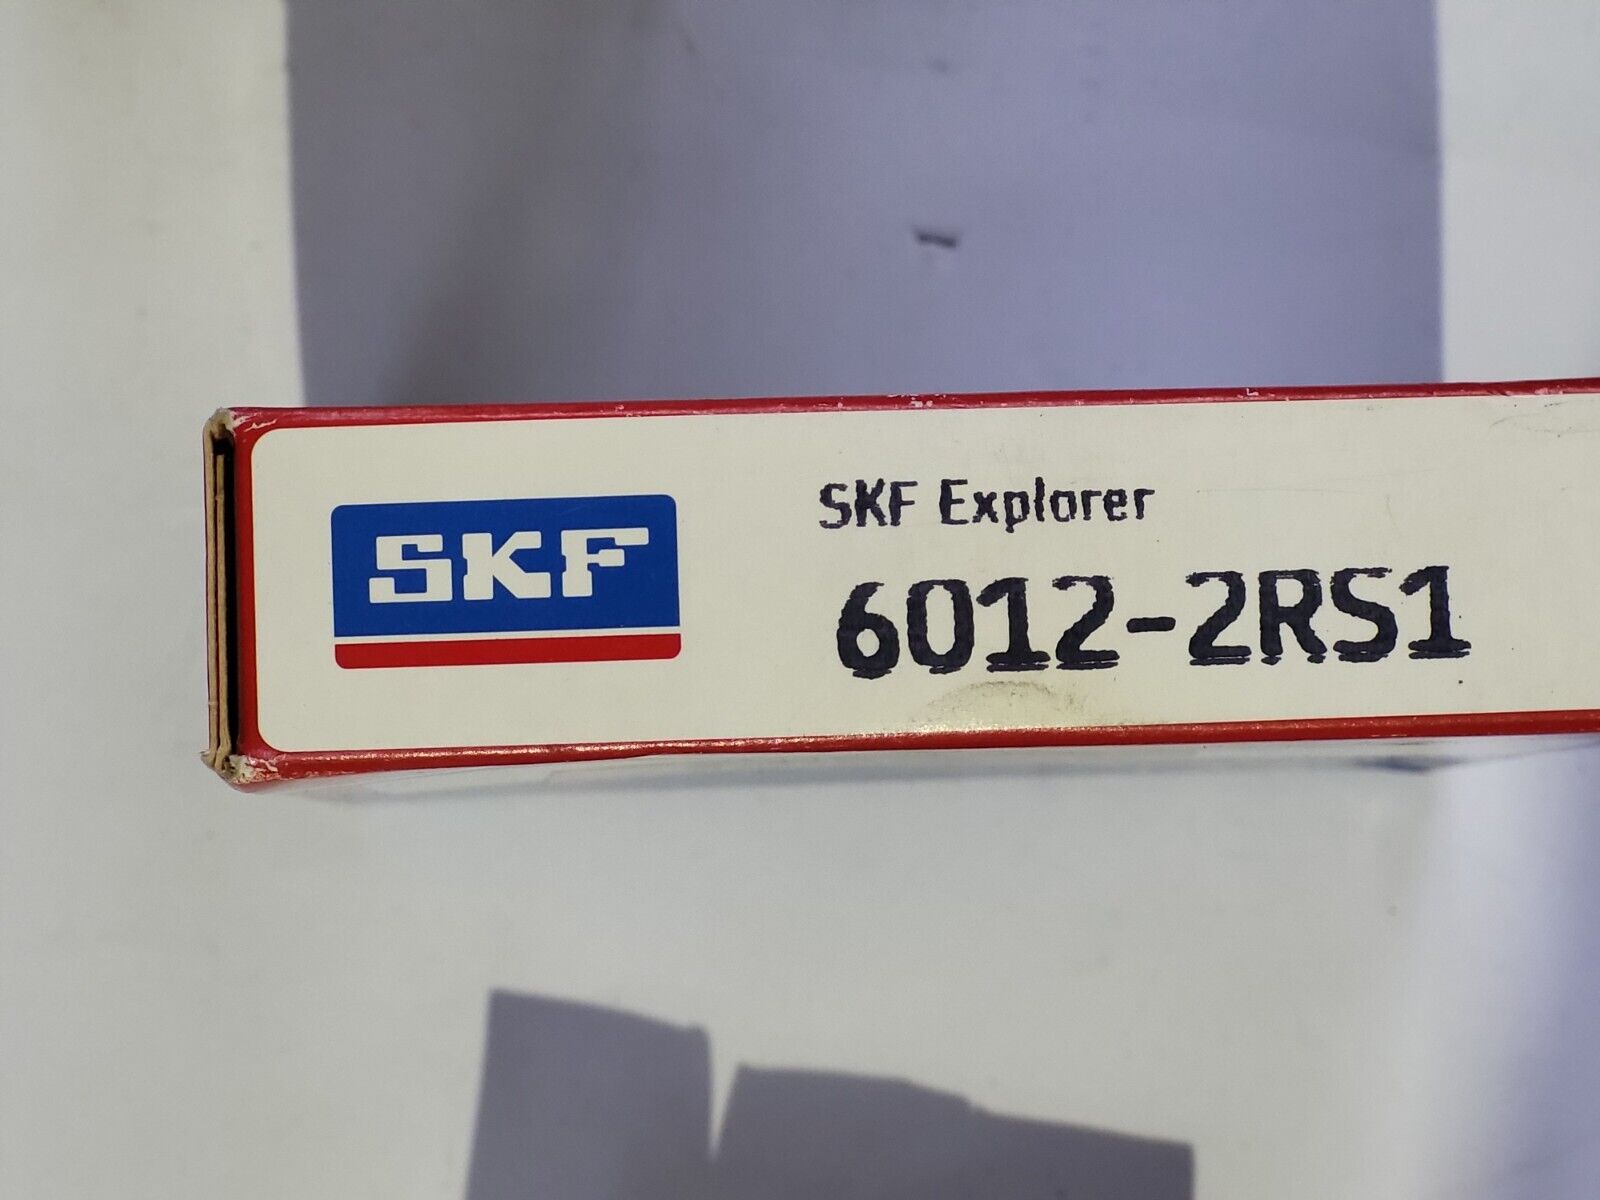 SKF
SKF Explorer
6012-2RS1